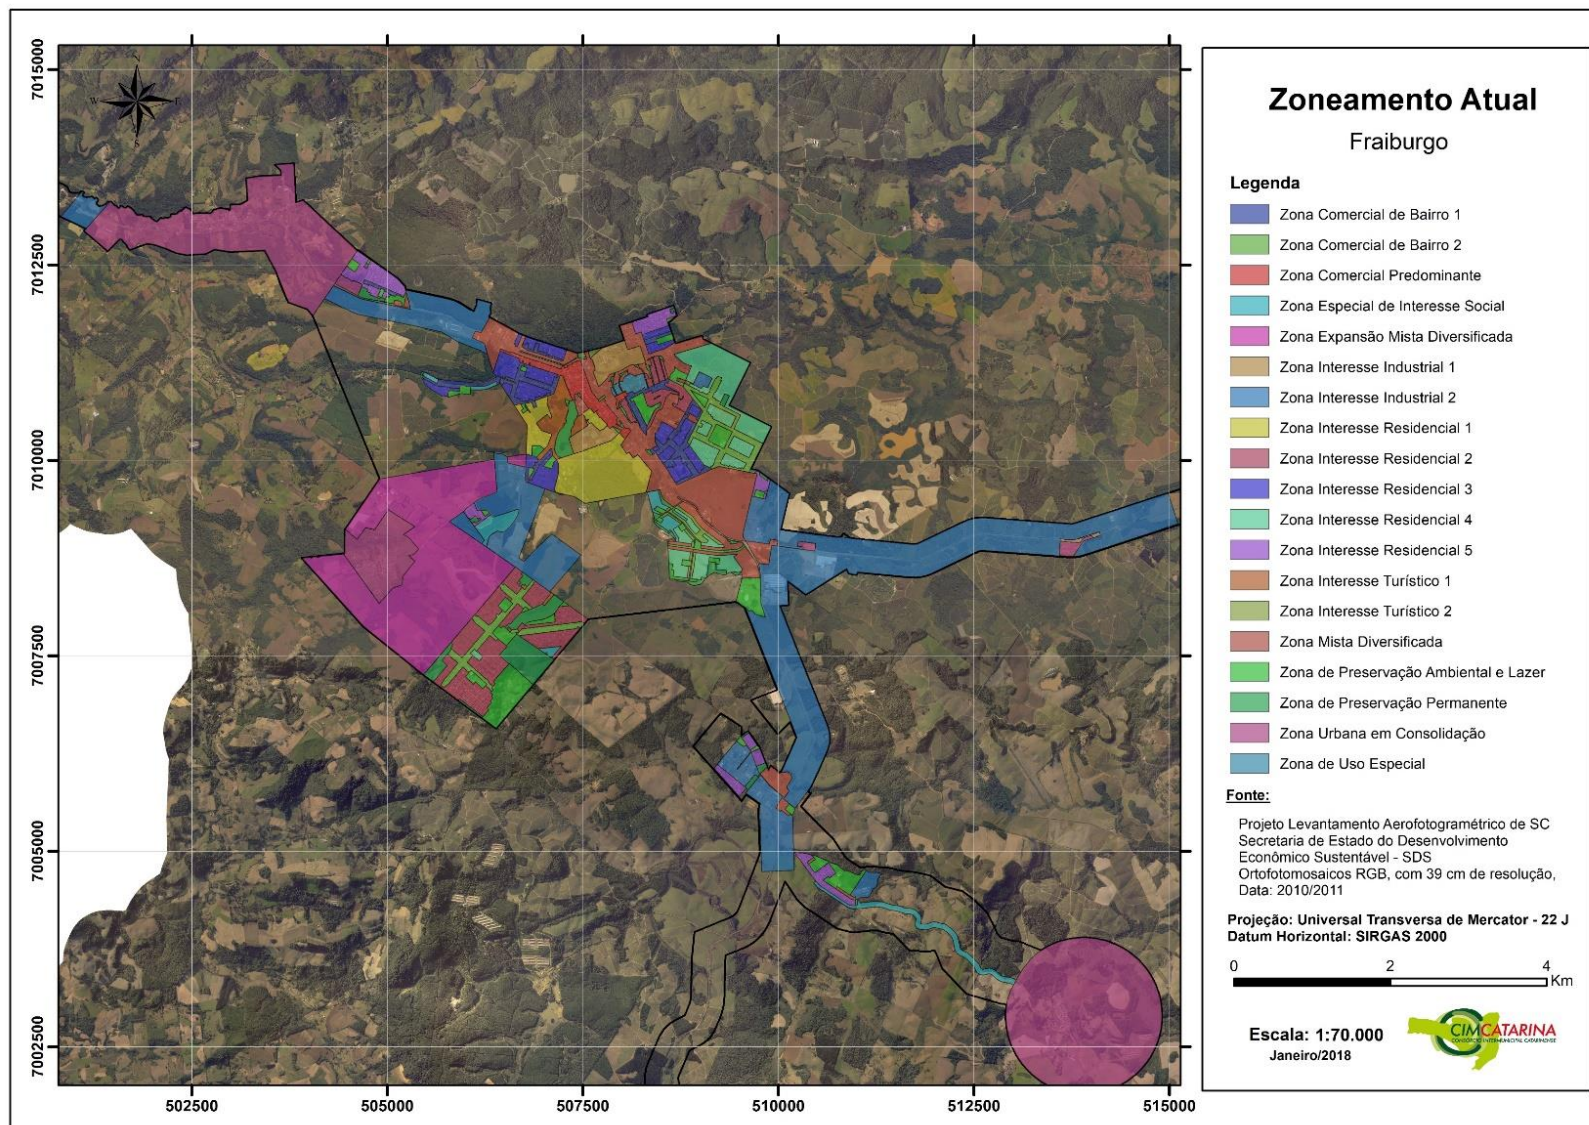 Zoneamento Atual
Fraiburgo
Legenda
Zona Comercial de Bairro 1
Zona Comercial de Bairro 2
Zona Comercial Predominante
Zona Especial de Interesse Social
Zona Expansão Mista Diversificada
Zona Interesse Industrial 1
Zona Interesse Industrial 2
Zona Interesse Residencial 1
Zona Interesse Residencial 2
Zona Interesse Residencial 3
Zona Interesse Residencial 4
Zona Interesse Residencial 5
Zona Interesse Turístico 1
Zona Interesse Turístico 2
Zona Mista Diversificada
Zona de Preservação Ambiental e Lazer
Zona de Preservação Permanente
Zona Urbana em Consolidação
Zona de Uso Especial
Fonte:
Projeto Levantamento Aerofotogramétrico de SC
Secretaria de Estado do Desenvolvimento
Econômico Sustentável - SDS
Ortofotomosaicos RGB, com 39 cm de resolução,
Data: 2010/2011
Projeção: Universal Transversa de Mercator - 22 J
Datum Horizontal: SIRGAS 2000
0 2 4
Km
Escala: 1:70.000
Janeiro/2018
CIMCATARINA
CONSÓRCIO INTERMUNICIPAL CATARINENSE
7015000
7012500
7010000
7007500
7005000
7002500
502500 505000 507500 510000 512500 515000
N
W E
S